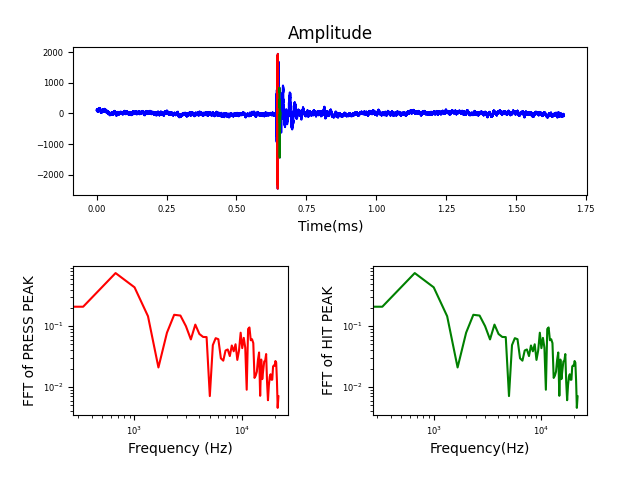 Amplitude
2000
1000
0
−1000
−2000
0.00 0.25 0.50 0.75 1.00 1.25 1.50 1.75
Time(ms)
FFT of PRESS PEAK
10⁻¹
10⁻²
10³ 10⁴
Frequency (Hz)
FFT of HIT PEAK
10⁻¹
10⁻²
10³ 10⁴
Frequency(Hz)